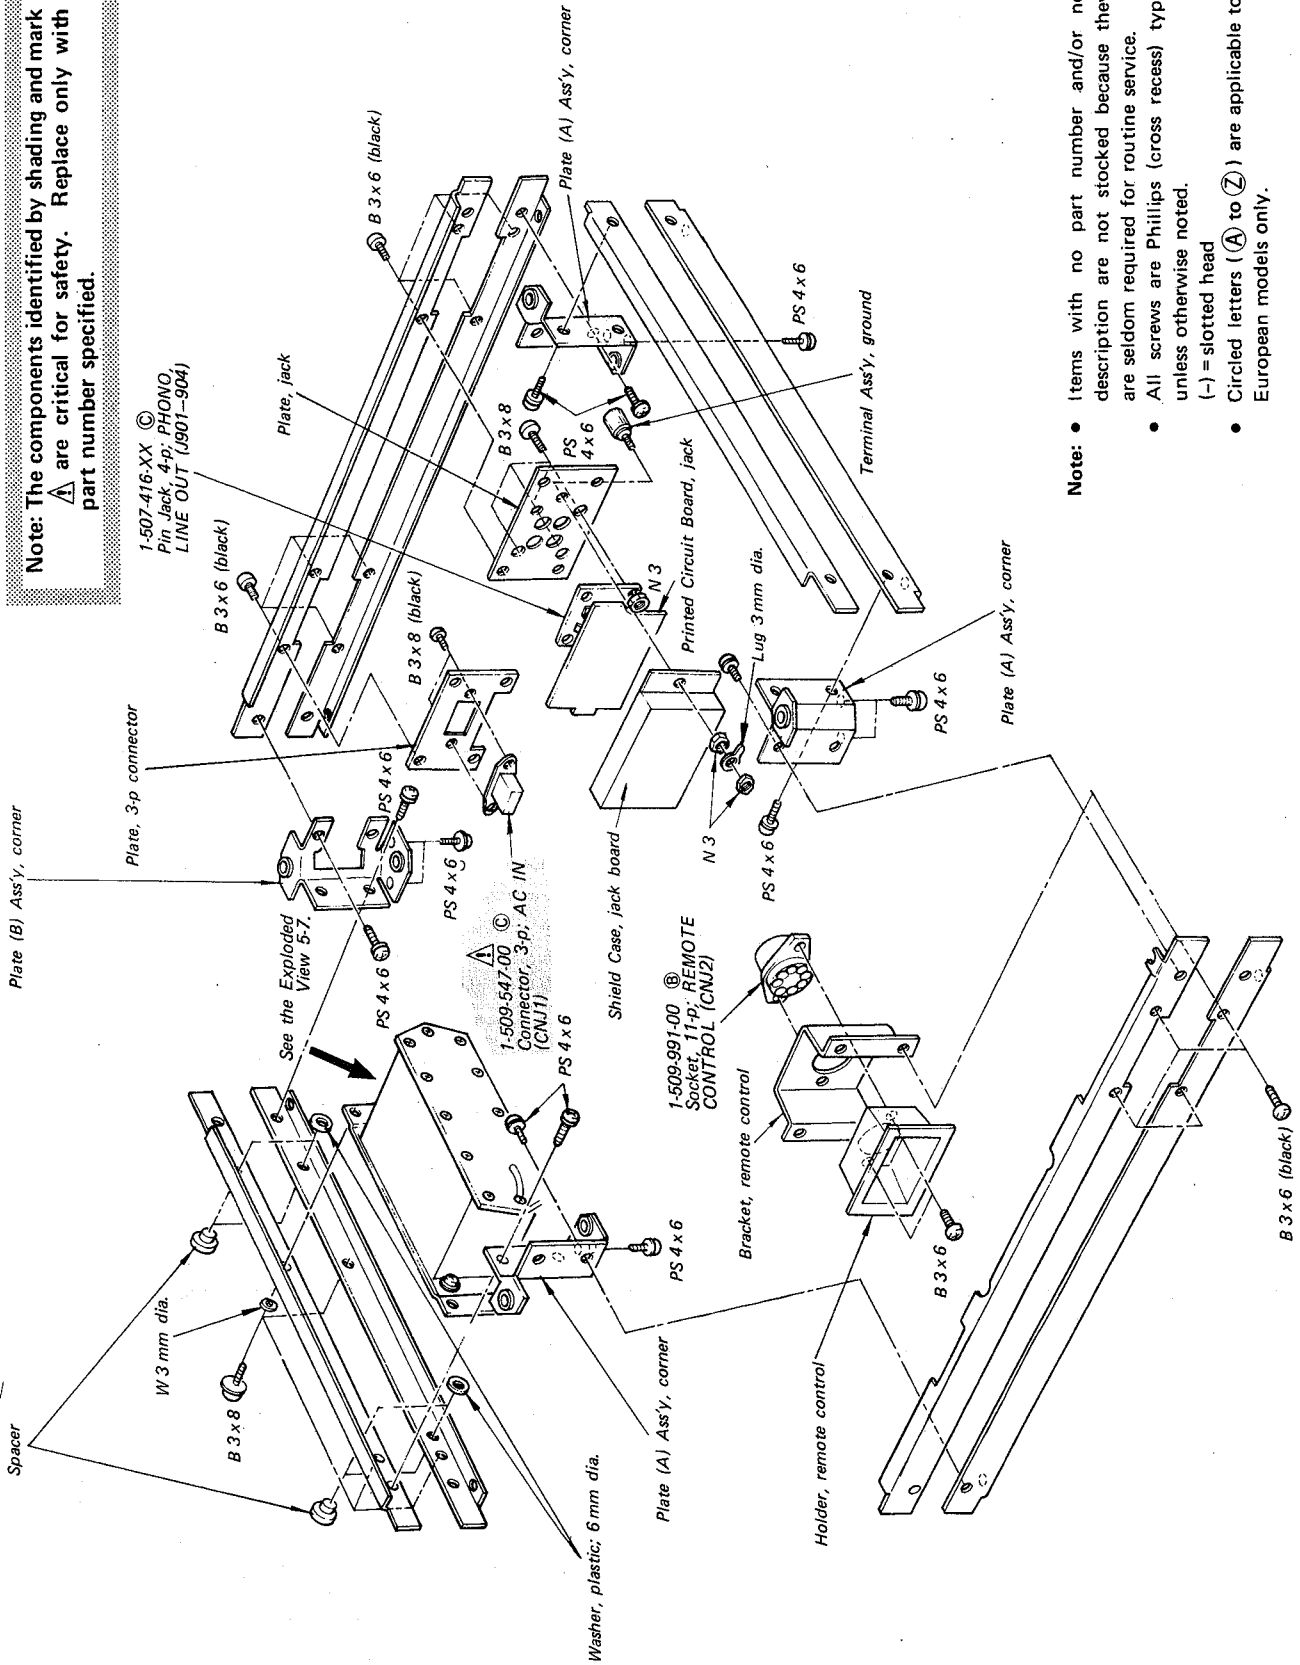 Note: The components identified by shading and mark
⚠ are critical for safety. Replace only with
part number specified.
Plate (B) Ass'y, corner
Plate, 3-p connector
B 3 x 6 (black)
1-507-416-XX Ⓒ
Pin Jack, 4-p; PHONO,
LINE OUT (J901–904)
Plate, jack
B 3 x 6 (black)
Plate (A) Ass'y, corner
Spacer
W 3 mm dia.
B 3 x 8
See the Exploded
View 5-7.
PS 4 x 6
PS 4 x 6
PS 4 x 6
⚠
1-509-547-00 Ⓒ
Connector, 3-p; AC IN
(CNJ1)
PS 4 x 6
B 3 x 8 (black)
B 3 x 8
PS
4 x 6
PS 4 x 6
Terminal Ass'y, ground
N 3
Printed Circuit Board, jack
Lug 3 mm dia.
Shield Case, jack board
N 3
PS 4 x 6
PS 4 x 6
Plate (A) Ass'y, corner
1-509-991-00 Ⓑ
Socket, 11-p; REMOTE
CONTROL (CNJ2)
Bracket, remote control
PS 4 x 6
B 3 x 6
Plate (A) Ass'y, corner
Washer, plastic; 6 mm dia.
Holder, remote control
B 3 x 6 (black)
Note: ● Items with no part number and/or
description are not stocked because
are seldom required for routine service.
● All screws are Phillips (cross recess)
unless otherwise noted.
(–) = slotted head
● Circled letters (Ⓐ to Ⓩ) are applicable to
European models only.